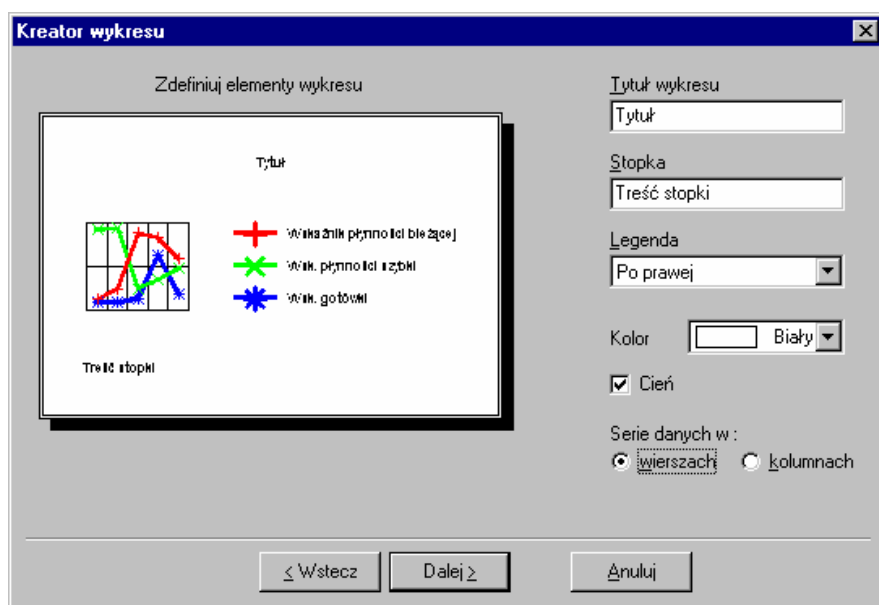 Kreator wykresu
Zdefiniuj elementy wykresu
Tytuł
Wskaźnik płynności bieżącej
Wsk. płynności szybki
Wsk. gotówki
Treść stopki
Tytuł wykresu
Tytuł
Stopka
Treść stopki
Legenda
Po prawej
Kolor
Biały
Cień
Serie danych w :
wierszach
kolumnach
< Wstecz
Dalej >
Anuluj